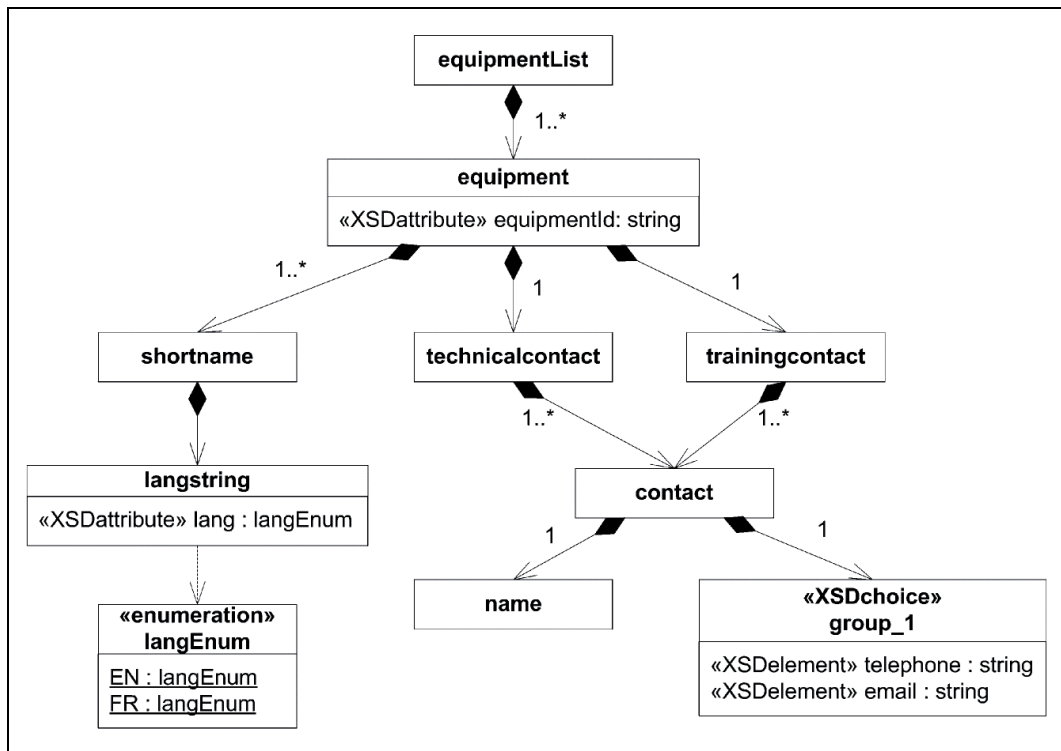 equipmentList
1..*
equipment
«XSDattribute» equipmentId: string
1..*
1
1
shortname
technicalcontact
trainingcontact
1..*
1..*
langstring
«XSDattribute» lang : langEnum
contact
1
1
«enumeration»
langEnum
EN : langEnum
FR : langEnum
name
«XSDchoice»
group_1
«XSDelement» telephone : string
«XSDelement» email : string